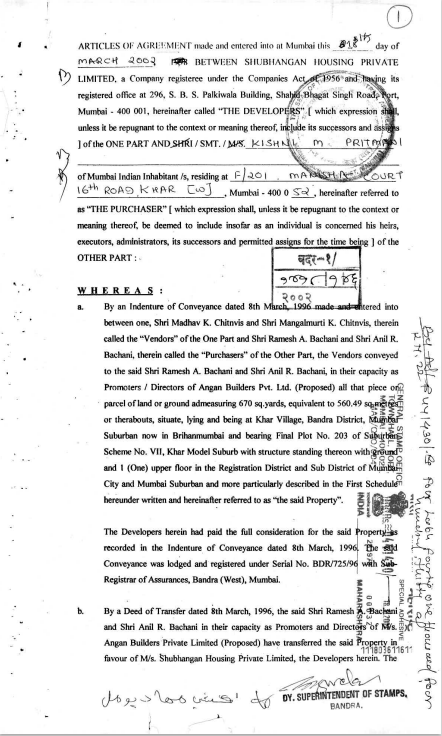 1
ARTICLES OF AGREEMENT made and entered into at Mumbai this day of
MARCH 2002 BETWEEN SHUBHANGAN HOUSING PRIVATE
LIMITED, a Company registeree under the Companies Act of 1956 and having its
registered office at 296, S. B. S. Palkiwala Building, Shahid Bhagat Singh Road, Fort,
Mumbai - 400 001, hereinafter called "THE DEVELOPERS" [ which expression shall,
unless it be repugnant to the context or meaning thereof, include its successors and assigns
] of the ONE PART AND SHRI / SMT. / M/S. M. PRITMANI
of Mumbai Indian Inhabitant /s, residing at F/201, MANISHA COURT
16th ROAD, KHAR [W] , Mumbai - 400 0 52, hereinafter referred to
as "THE PURCHASER" [ which expression shall, unless it be repugnant to the context or
meaning thereof, be deemed to include insofar as an individual is concerned his heirs,
executors, administrators, its successors and permitted assigns for the time being ] of the
OTHER PART : -
बदर-१/
२००२
W H E R E A S :
a. By an Indenture of Conveyance dated 8th March, 1996 made and entered into
between one, Shri Madhav K. Chitnvis and Shri Mangalmurti K. Chitnvis, therein
called the "Vendors" of the One Part and Shri Ramesh A. Bachani and Shri Anil R.
Bachani, therein called the "Purchasers" of the Other Part, the Vendors conveyed
to the said Shri Ramesh A. Bachani and Shri Anil R. Bachani, in their capacity as
Promoters / Directors of Angan Builders Pvt. Ltd. (Proposed) all that piece or
parcel of land or ground admeasuring 670 sq.yards, equivalent to 560.49 sq.metres
or therabouts, situate, lying and being at Khar Village, Bandra District, Mumbai
Suburban now in Brihanmumbai and bearing Final Plot No. 203 of Suburban
Scheme No. VII, Khar Model Suburb with structure standing thereon with ground
and 1 (One) upper floor in the Registration District and Sub District of Mumbai
City and Mumbai Suburban and more particularly described in the First Schedule
hereunder written and hereinafter referred to as "the said Property".
The Developers herein had paid the full consideration for the said Property as
recorded in the Indenture of Conveyance dated 8th March, 1996. The said
Conveyance was lodged and registered under Serial No. BDR/725/96 with Sub-
Registrar of Assurances, Bandra (West), Mumbai.
b. By a Deed of Transfer dated 8th March, 1996, the said Shri Ramesh A. Bachani
and Shri Anil R. Bachani in their capacity as Promoters and Directors of M/s.
Angan Builders Private Limited (Proposed) have transferred the said Property in
favour of M/s. Shubhangan Housing Private Limited, the Developers herein. The
DY. SUPERINTENDENT OF STAMPS,
BANDRA.
GENERAL STAMP OFFICE
INDIA
MAHARASHTRA
SPECIAL ADHESIVE